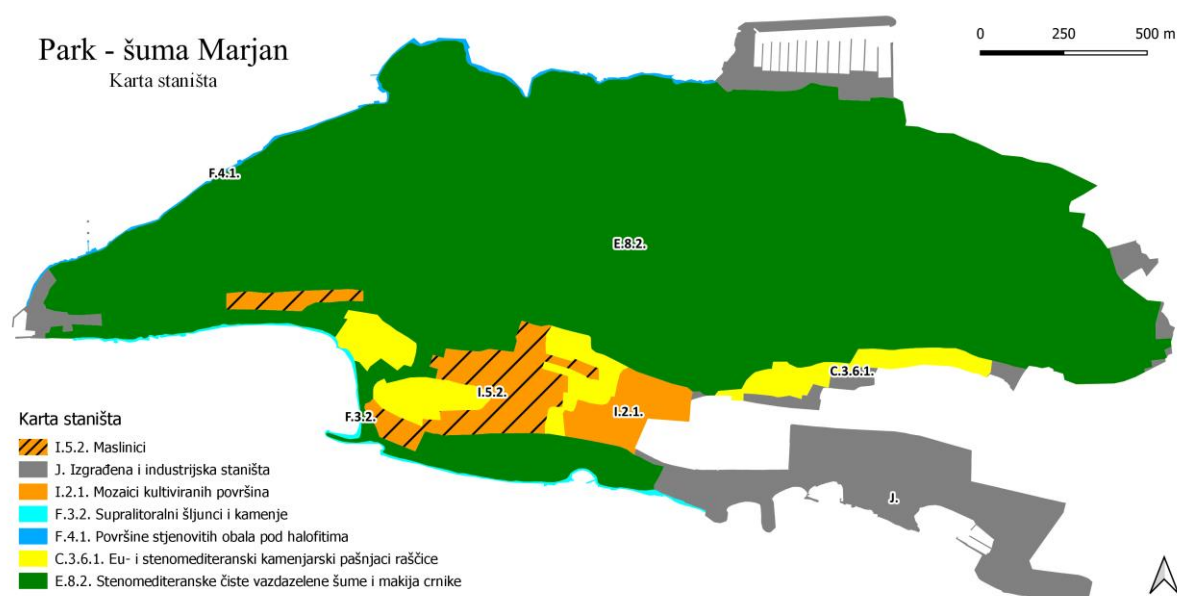 Park - šuma Marjan
Karta staništa
0 250 500 m
F.4.1.
E.8.2.
C.3.6.1.
I.5.2.
I.2.1.
F.3.2.
J.
Karta staništa
I.5.2. Maslinici
J. Izgrađena i industrijska staništa
I.2.1. Mozaici kultiviranih površina
F.3.2. Supralitoralni šljunci i kamenje
F.4.1. Površine stjenovitih obala pod halofitima
C.3.6.1. Eu- i stenomediteranski kamenjarski pašnjaci raščice
E.8.2. Stenomediteranske čiste vazdazelene šume i makija crnike